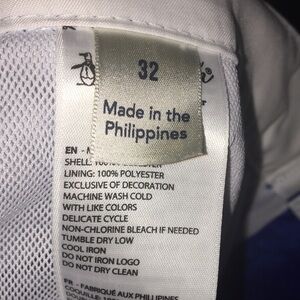 32
Made in the
Philippines
EN -
SHELL: 100%
LINING: 100% POLYESTER
EXCLUSIVE OF DECORATION
MACHINE WASH COLD
WITH LIKE COLORS
DELICATE CYCLE
NON-CHLORINE BLEACH IF NEEDED
TUMBLE DRY LOW
COOL IRON
DO NOT IRON LOGO
DO NOT DRY CLEAN
FR - FABRIQUÉ AUX PHILIPPINES